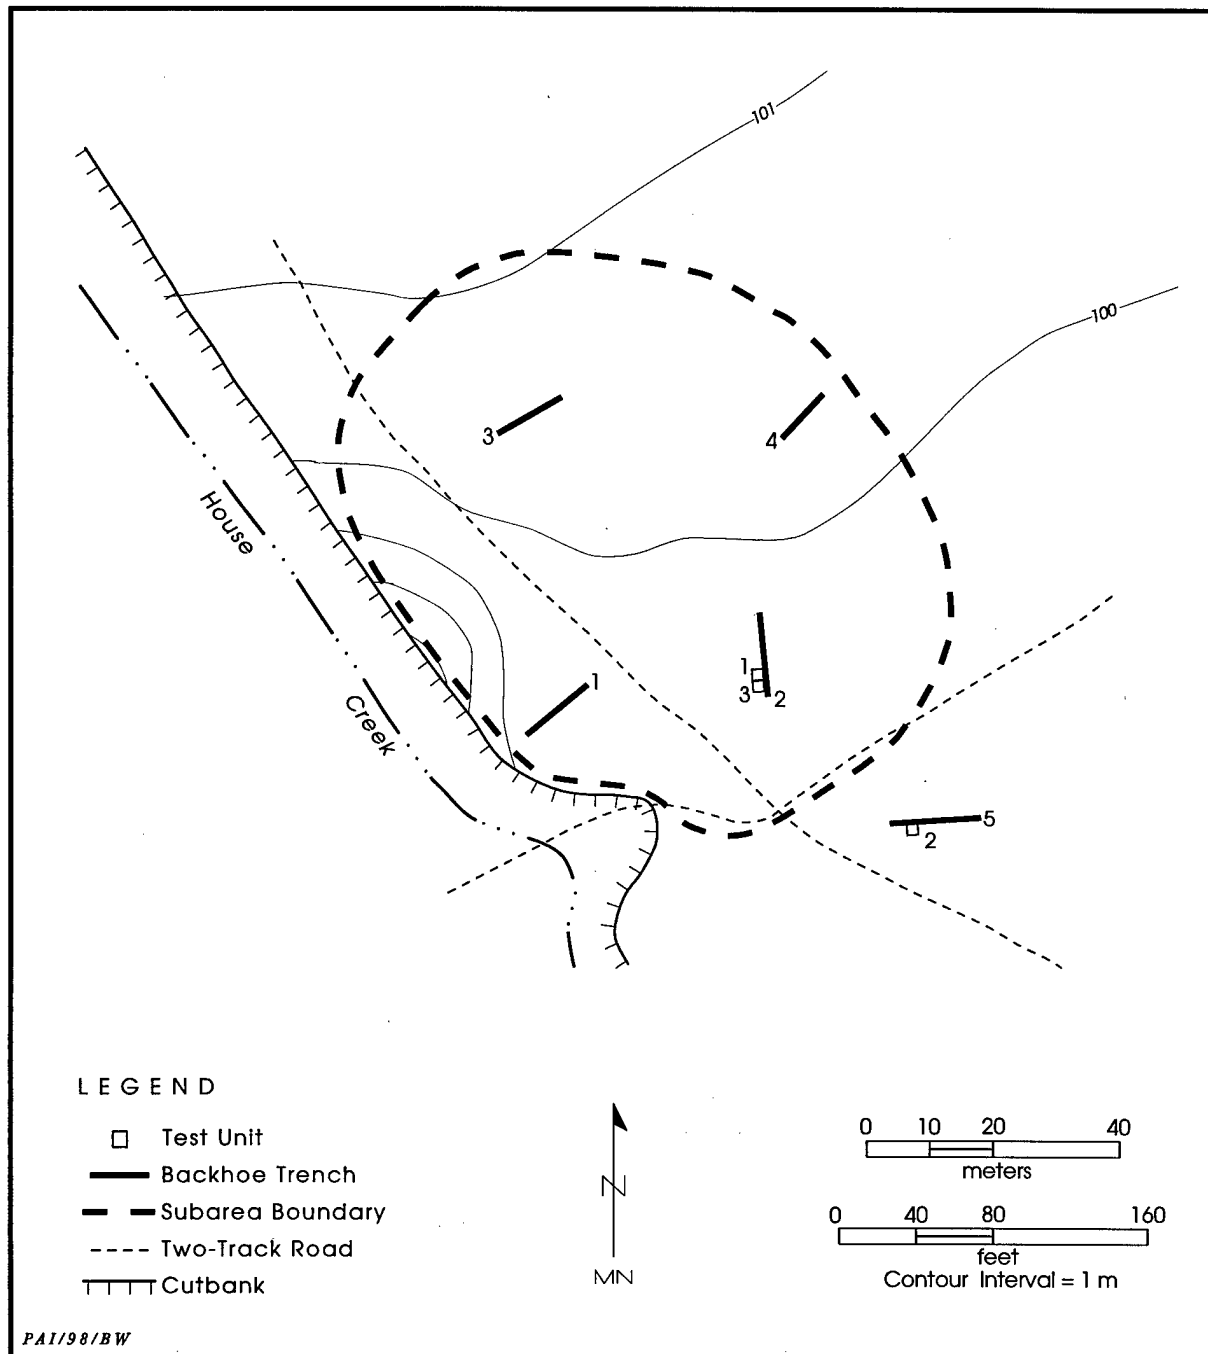 101
100
3
4
House
Creek
1
1
3
2
5
2
LEGEND
Test Unit
Backhoe Trench
Subarea Boundary
Two-Track Road
Cutbank
N
MN
0 10 20 40
meters
0 40 80 160
feet
Contour Interval = 1 m
PAI/98/BW